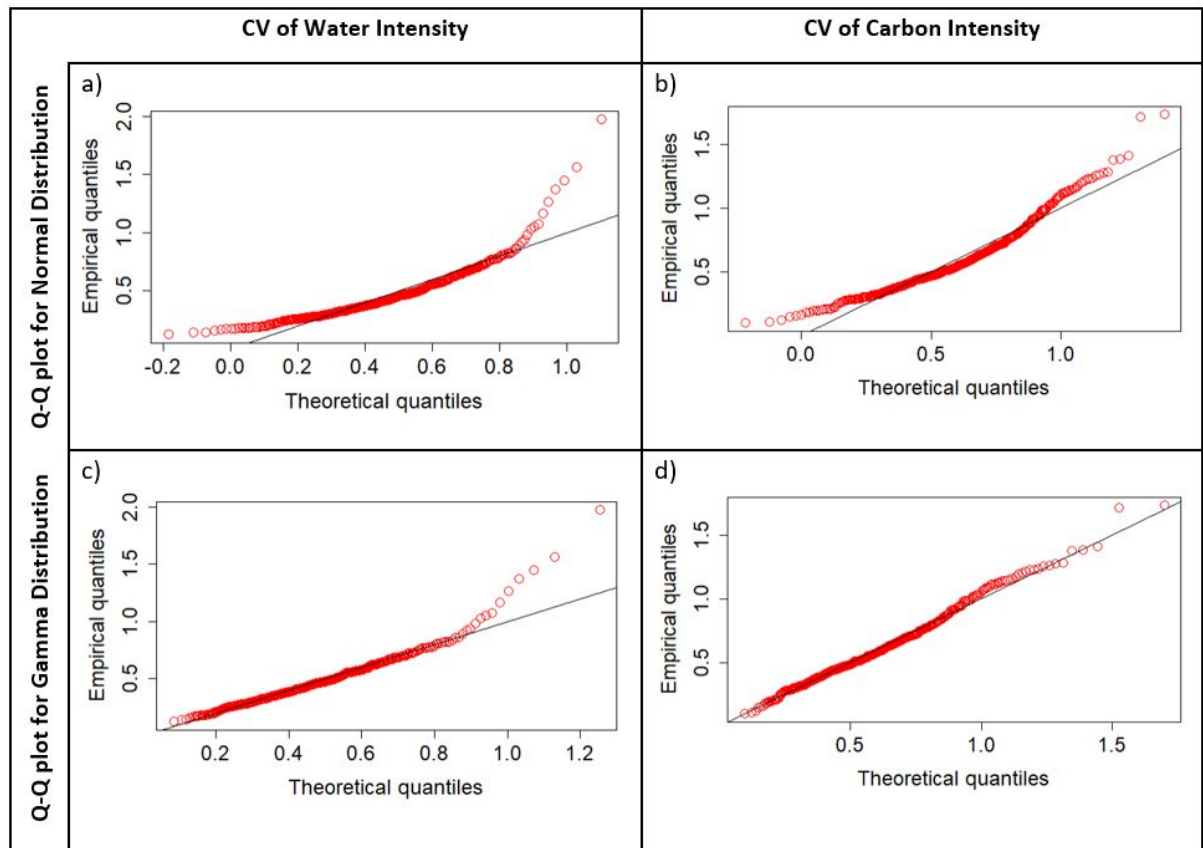 CV of Water Intensity
CV of Carbon Intensity
Q-Q plot for Normal Distribution
a)
Empirical quantiles
2.0
1.5
1.0
0.5
-0.2 0.0 0.2 0.4 0.6 0.8 1.0
Theoretical quantiles
b)
Empirical quantiles
1.5
1.0
0.5
0.0 0.5 1.0
Theoretical quantiles
Q-Q plot for Gamma Distribution
c)
Empirical quantiles
2.0
1.5
1.0
0.5
0.2 0.4 0.6 0.8 1.0 1.2
Theoretical quantiles
d)
Empirical quantiles
1.5
1.0
0.5
0.5 1.0 1.5
Theoretical quantiles